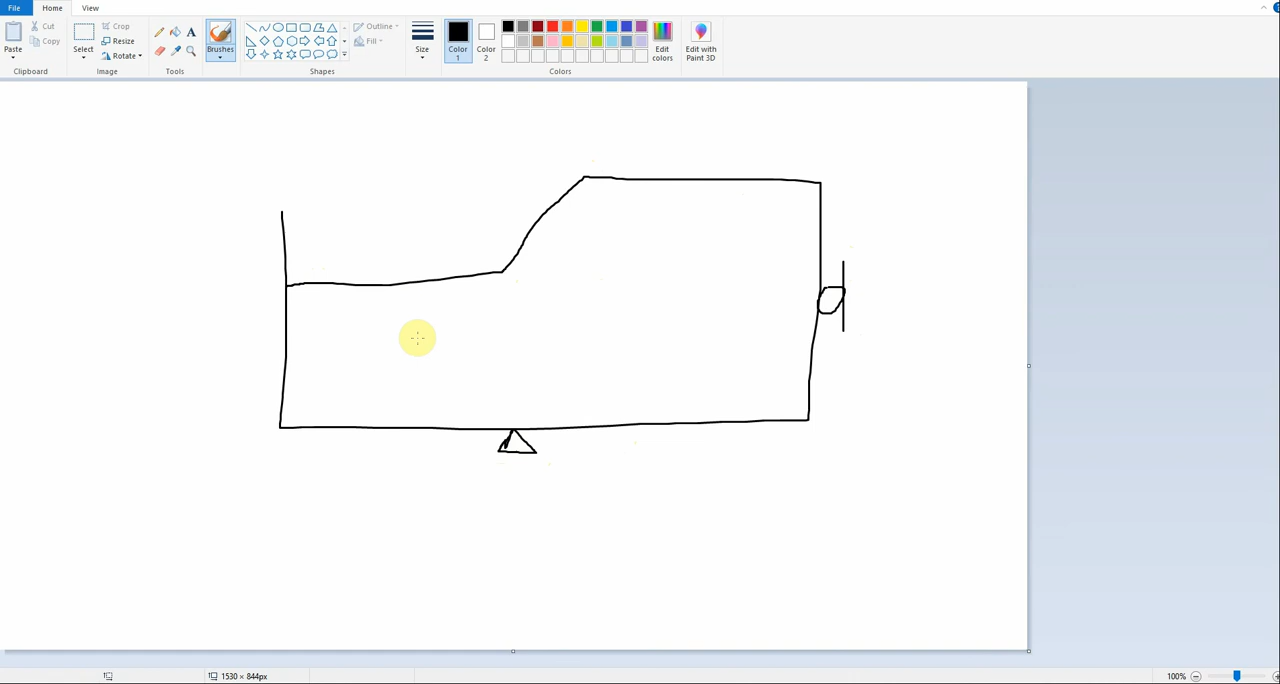 File
Home
View
Paste
Cut
Copy
Clipboard
Select
Crop
Resize
Rotate
Image
Tools
Brushes
Shapes
Outline
Fill
Size
Color
1
Color
2
Edit
colors
Edit with
Paint 3D
Colors
1530 × 844px
100%